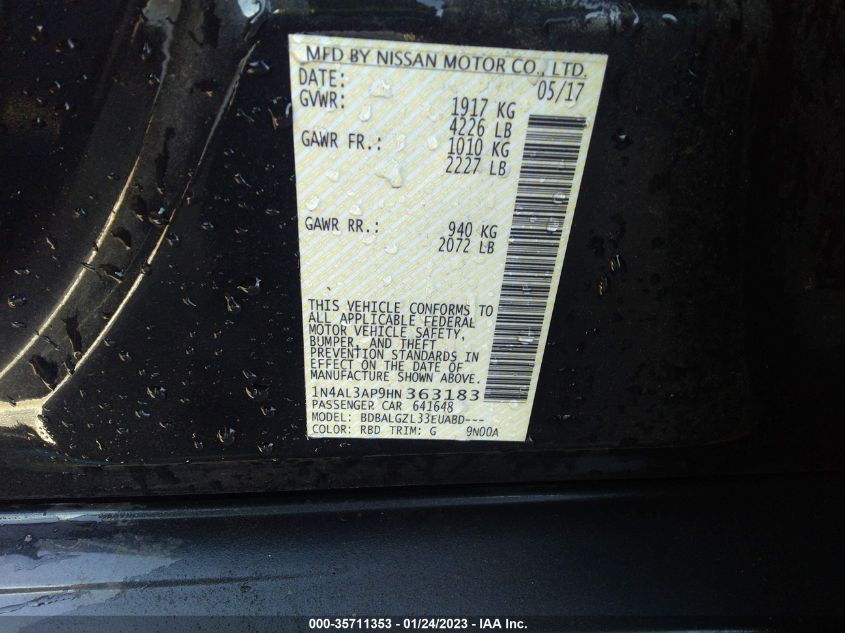 MFD BY NISSAN MOTOR CO., LTD.
DATE: 05/17
GVWR: 1917 KG
4226 LB
GAWR FR.: 1010 KG
2227 LB
GAWR RR.: 940 KG
2072 LB
THIS VEHICLE CONFORMS TO
ALL APPLICABLE FEDERAL
MOTOR VEHICLE SAFETY,
BUMPER, AND THEFT
PREVENTION STANDARDS IN
EFFECT ON THE DATE OF
MANUFACTURE SHOWN ABOVE.
1N4AL3AP9HN 363183
PASSENGER CAR 641648
MODEL: BDBALGZL33EUABD---
COLOR: RBD TRIM: G 9N00A
000-35711353 - 01/24/2023 - IAA Inc.